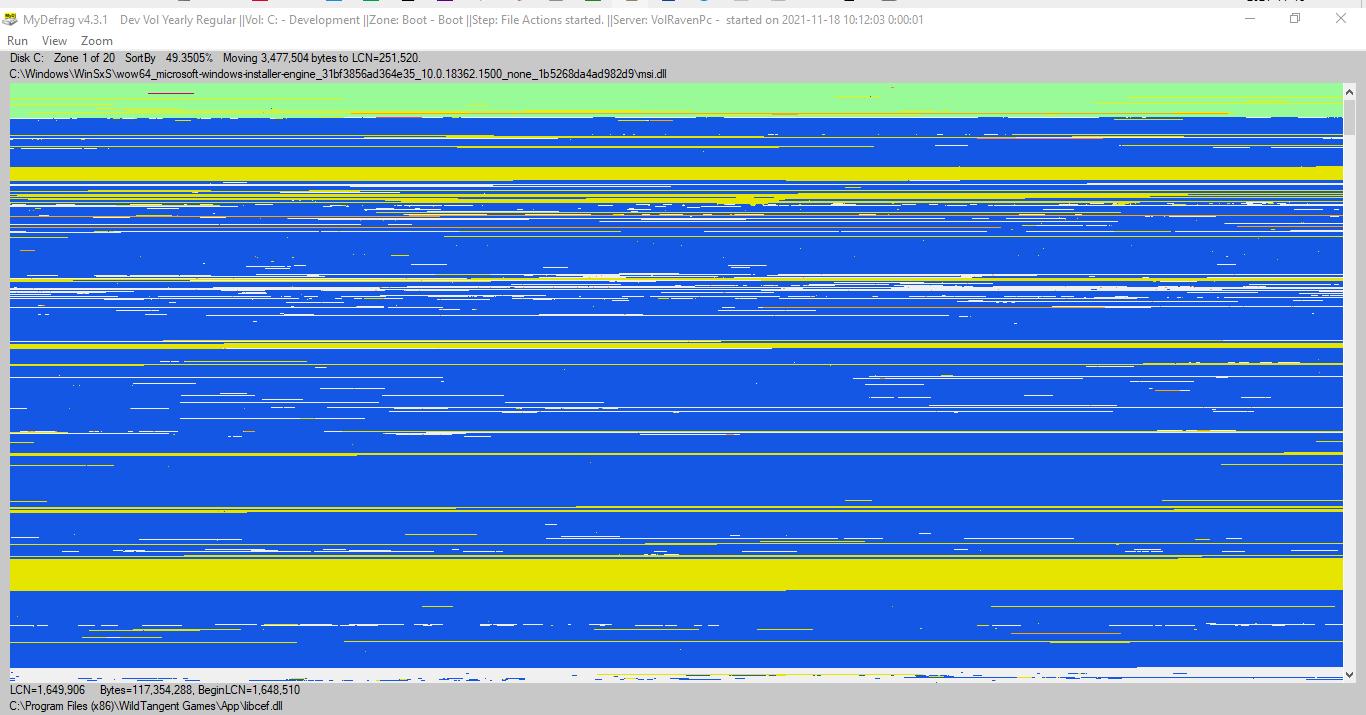 MyDefrag v4.3.1 Dev Vol Yearly Regular ||Vol: C: - Development ||Zone: Boot - Boot ||Step: File Actions started. ||Server: VolRavenPc - started on 2021-11-18 10:12:03 0:00:01
Run View Zoom
Disk C: Zone 1 of 20 SortBy 49.3505% Moving 3,477,504 bytes to LCN=251,520.
C:\Windows\WinSxS\wow64_microsoft-windows-installer-engine_31bf3856ad364e35_10.0.18362.1500_none_1b5268da4ad982d9\msi.dll
LCN=1,649,906 Bytes=117,354,288, BeginLCN=1,648,510
C:\Program Files (x86)\WildTangent Games\App\libcef.dll